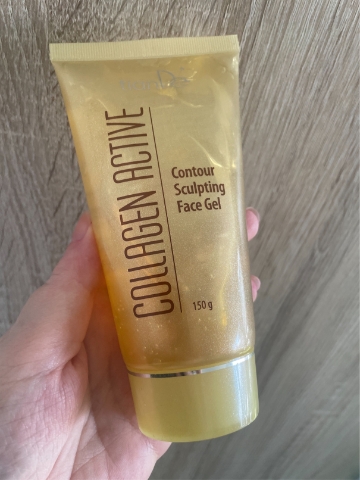 COLLAGEN ACTIVE
Contour
Sculpting
Face Gel
150 g